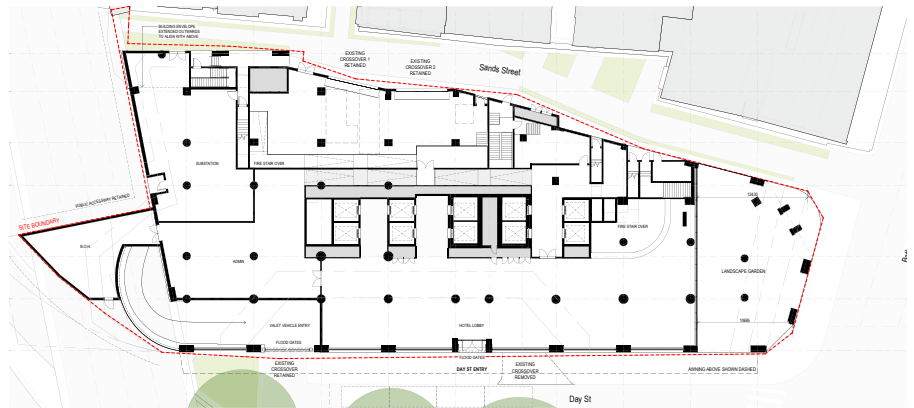 BUILDING ENVELOPE
EXTENDED OUTWARDS
TO ALIGN WITH ABOVE
EXISTING
CROSSOVER 1
RETAINED
EXISTING
CROSSOVER 2
RETAINED
Sands Street
SUBSTATION
FIRE STAIR OVER
PUBLIC ACCESSWAY RETAINED
SITE BOUNDARY
FIRE STAIR OVER
ADMIN
LANDSCAPE GARDEN
VALET VEHICLE ENTRY
HOTEL LOBBY
FLOOD GATES
FLOOD GATES
EXISTING
CROSSOVER
RETAINED
DAY ST ENTRY
EXISTING
CROSSOVER
REMOVED
AWNING ABOVE SHOWN DASHED
Day St